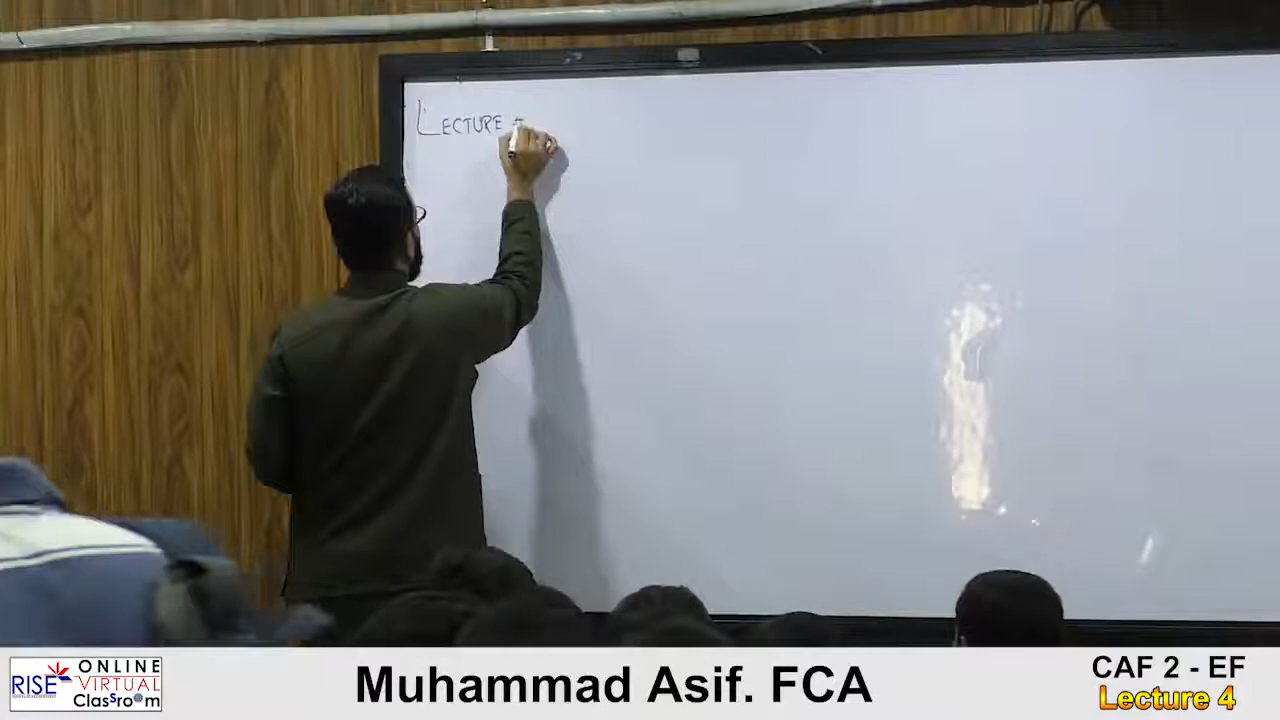 LECTURE #
RISE
ONLINE
VIRTUAL
Classroom
Muhammad Asif. FCA
CAF 2 - EF
Lecture 4